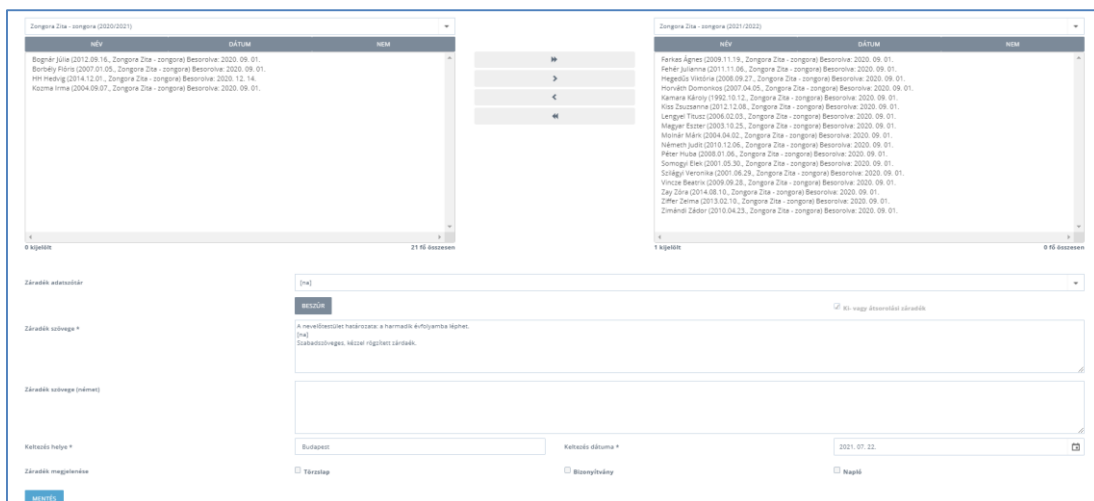 Zongora Zita - zongora (2020/2021)
NÉV DÁTUM NEM
Bognár Júlia (2012.09.16., Zongora Zita - zongora) Besorolva: 2020. 09. 01.
Borbély Flóris (2007.01.05., Zongora Zita - zongora) Besorolva: 2020. 09. 01.
HH Hedvig (2014.12.01., Zongora Zita - zongora) Besorolva: 2020. 12. 14.
Kozma Irma (2004.09.07., Zongora Zita - zongora) Besorolva: 2020. 09. 01.
0 kijelölt 21 fő összesen
Zongora Zita - zongora (2021/2022)
NÉV DÁTUM NEM
Farkas Ágnes (2009.11.19., Zongora Zita - zongora) Besorolva: 2020. 09. 01.
Fehér Julianna (2011.11.06., Zongora Zita - zongora) Besorolva: 2020. 09. 01.
Hegedűs Viktória (2008.09.27., Zongora Zita - zongora) Besorolva: 2020. 09. 01.
Horváth Domonkos (2007.04.05., Zongora Zita - zongora) Besorolva: 2020. 09. 01.
Kamara Károly (1992.10.12., Zongora Zita - zongora) Besorolva: 2020. 09. 01.
Kiss Zsuzsanna (2012.12.08., Zongora Zita - zongora) Besorolva: 2020. 09. 01.
Lengyel Titusz (2006.02.03., Zongora Zita - zongora) Besorolva: 2020. 09. 01.
Magyar Eszter (2003.10.25., Zongora Zita - zongora) Besorolva: 2020. 09. 01.
Molnár Márk (2004.04.02., Zongora Zita - zongora) Besorolva: 2020. 09. 01.
Németh Judit (2010.12.06., Zongora Zita - zongora) Besorolva: 2020. 09. 01.
Péter Huba (2008.01.06., Zongora Zita - zongora) Besorolva: 2020. 09. 01.
Somogyi Elek (2001.05.30., Zongora Zita - zongora) Besorolva: 2020. 09. 01.
Szilágyi Veronika (2001.06.29., Zongora Zita - zongora) Besorolva: 2020. 09. 01.
Vincze Beatrix (2009.09.28., Zongora Zita - zongora) Besorolva: 2020. 09. 01.
Zay Zóra (2014.08.10., Zongora Zita - zongora) Besorolva: 2020. 09. 01.
Ziffer Zelma (2013.02.10., Zongora Zita - zongora) Besorolva: 2020. 09. 01.
Zimándi Zádor (2010.04.23., Zongora Zita - zongora) Besorolva: 2020. 09. 01.
1 kijelölt 0 fő összesen
Záradék adatszótár [na]
BESZÚR Ki- vagy átsorolási záradék
Záradék szövege *
A nevelőtestület határozata: a harmadik évfolyamba léphet.
[na]
Szabadszöveges, kézzel rögzített zárdaék.
Záradék szövege (német)
Keltezés helye * Budapest Keltezés dátuma * 2021. 07. 22.
Záradék megjelenése Törzslap Bizonyítvány Napló
MENTÉS